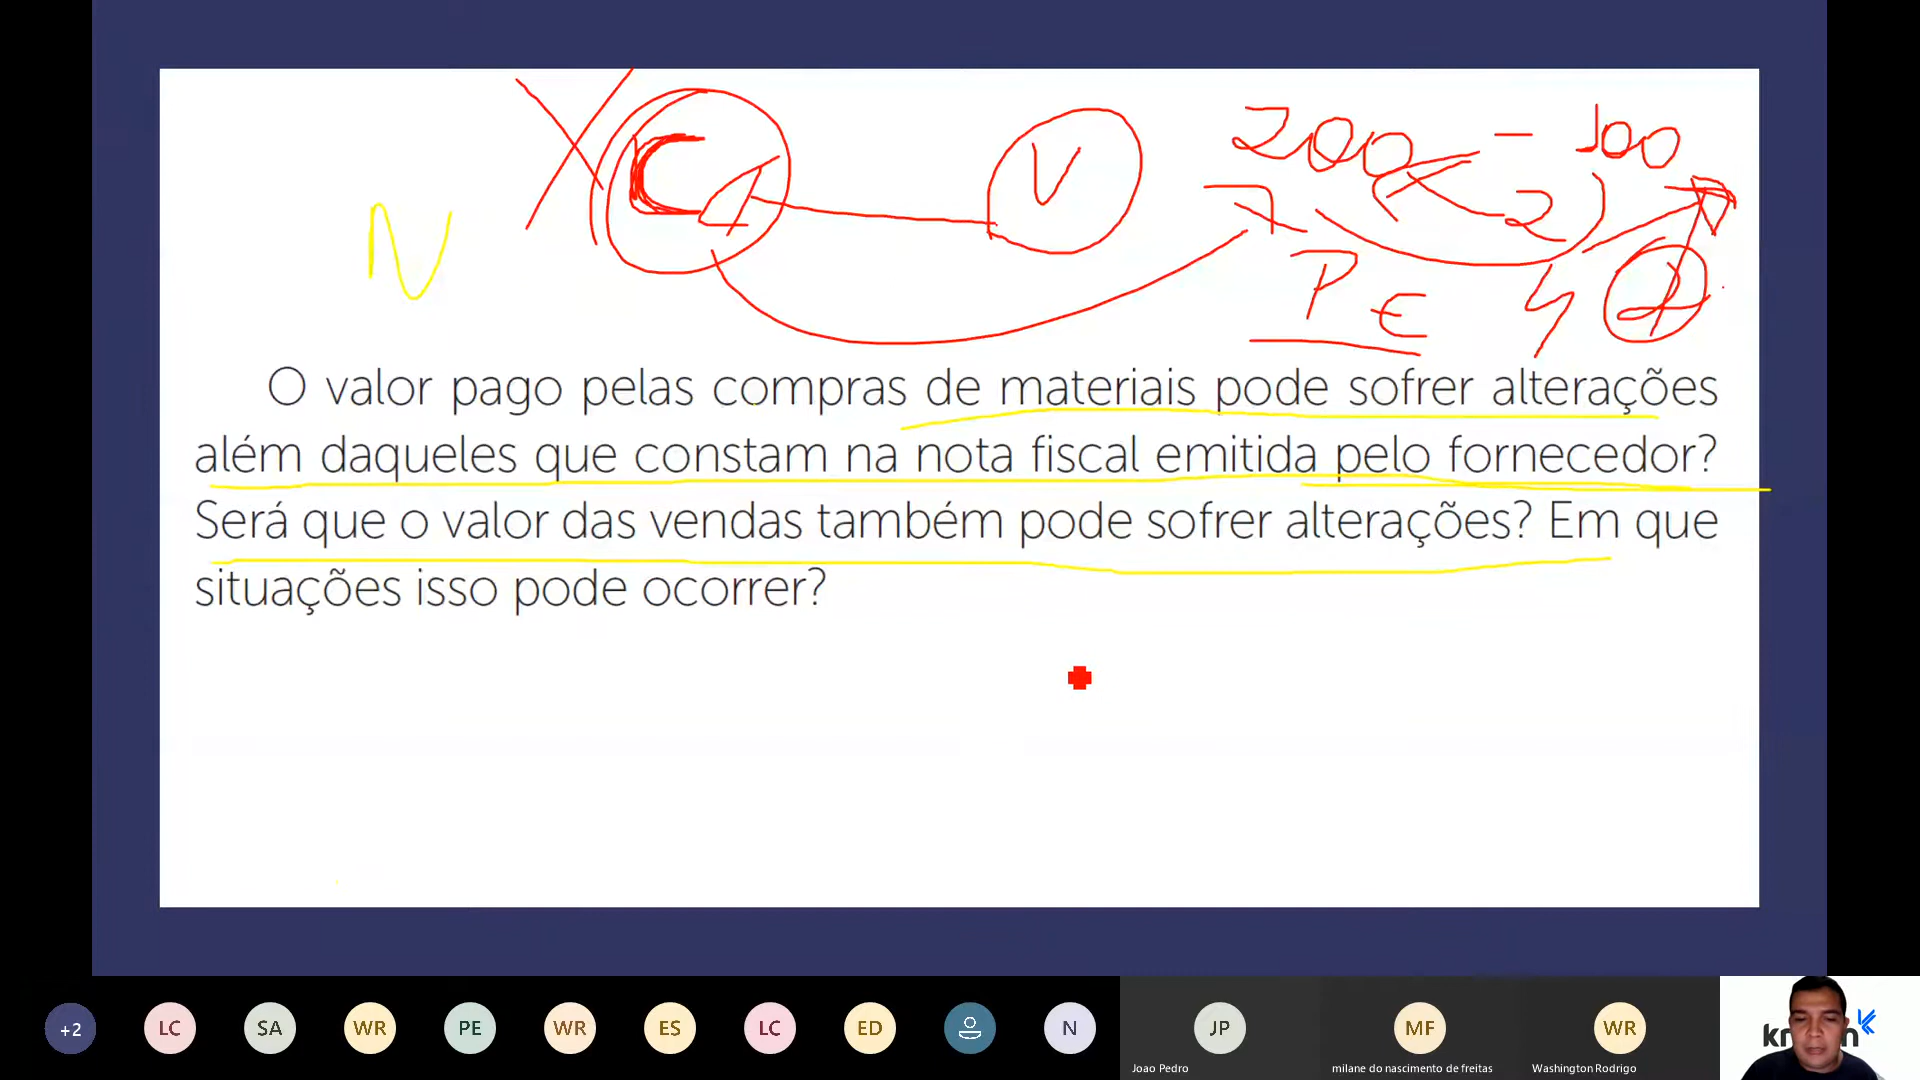 200 - 100
V
N
PE
O valor pago pelas compras de materiais pode sofrer alterações
além daqueles que constam na nota fiscal emitida pelo fornecedor?
Será que o valor das vendas também pode sofrer alterações? Em que
situações isso pode ocorrer?
+2 LC SA WR PE WR ES LC ED N JP MF WR
Joao Pedro milane do nascimento de freitas Washington Rodrigo